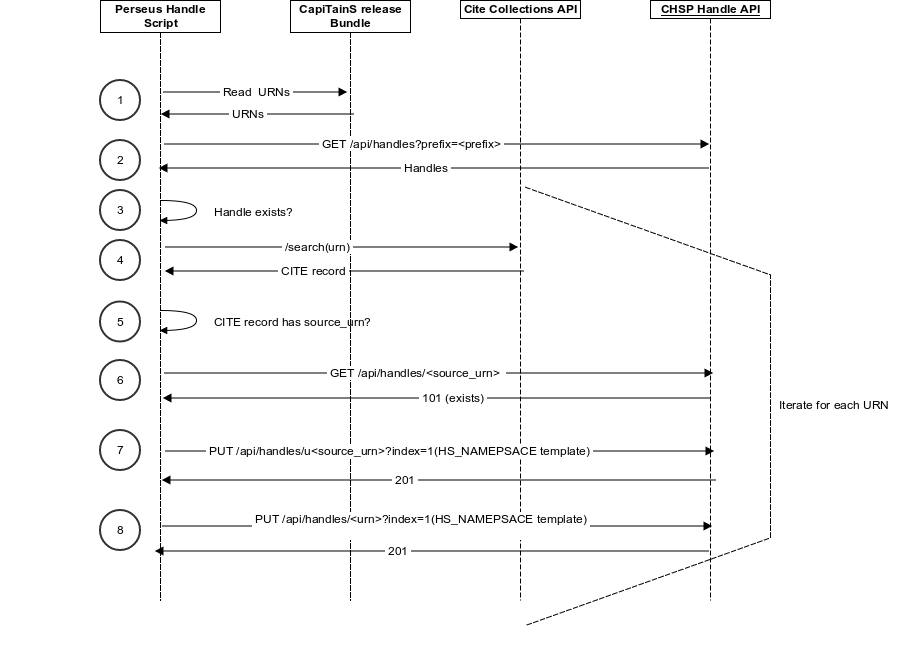 Perseus Handle
Script
CapiTainS release
Bundle
Cite Collections API
CHSP Handle API
1
Read  URNs
URNs
2
GET /api/handles?prefix=<prefix>
Handles
3
Handle exists?
4
/search(urn)
CITE record
5
CITE record has source_urn?
6
GET /api/handles/<source_urn>
101 (exists)
Iterate for each URN
7
PUT /api/handles/u<source_urn>?index=1(HS_NAMEPSACE template)
201
8
PUT /api/handles/<urn>?index=1(HS_NAMEPSACE template)
201